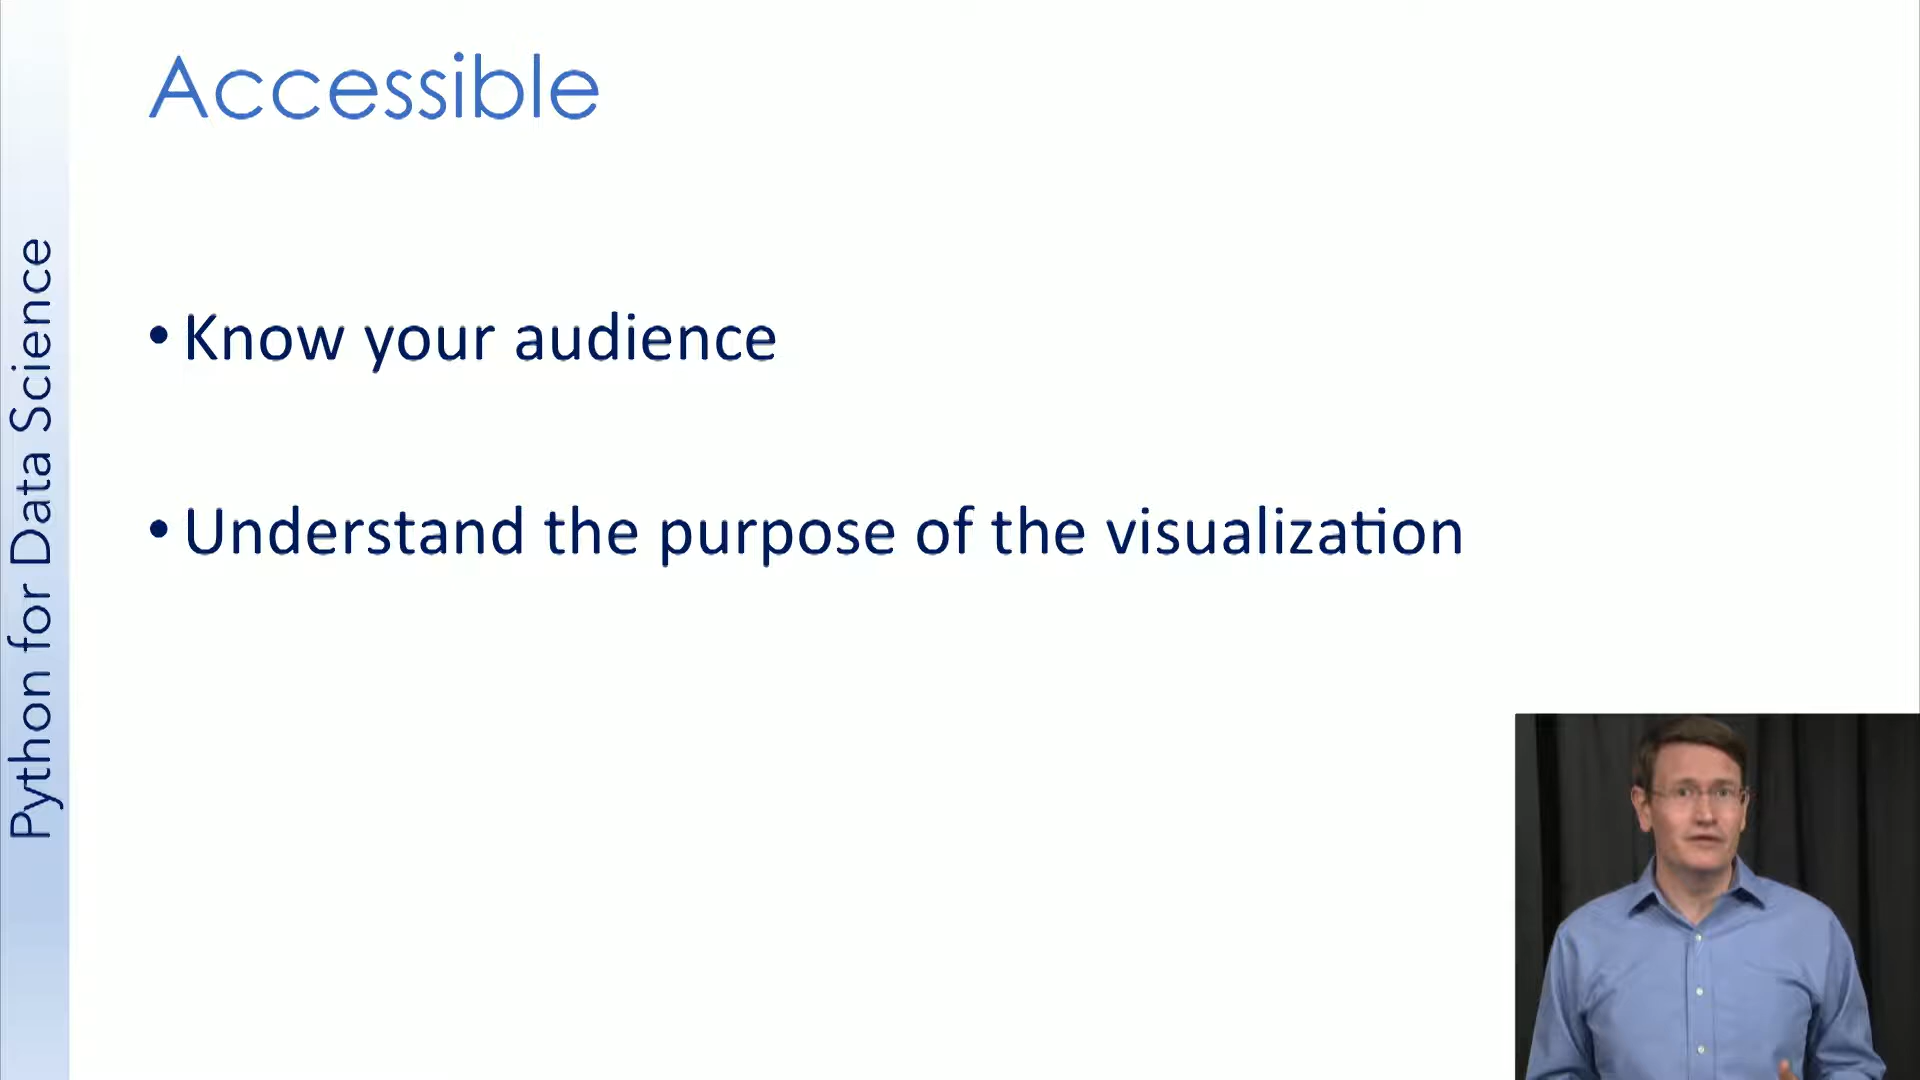 Accessible
• Know your audience
• Understand the purpose of the visualization
Python for Data Science